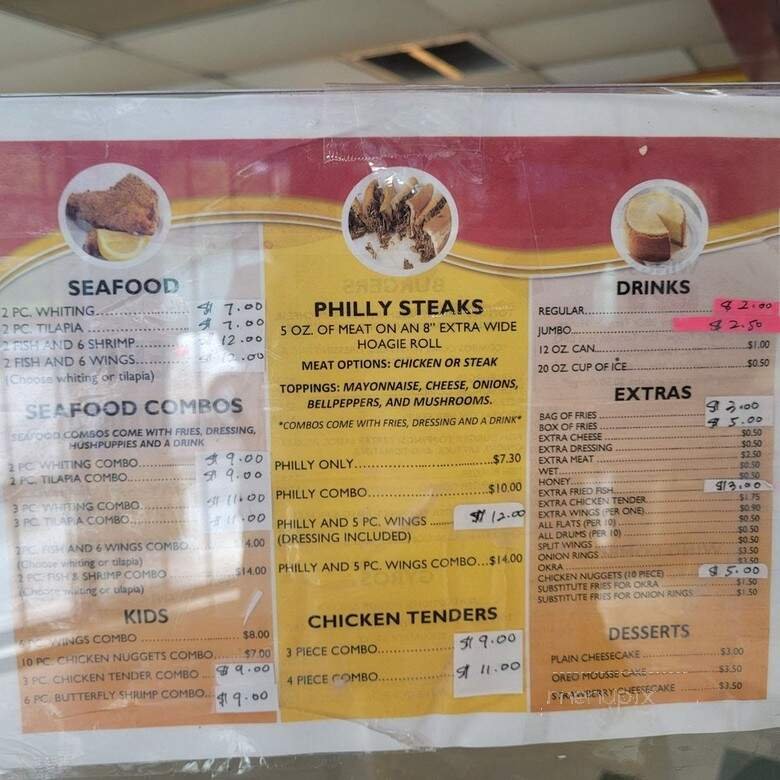 SEAFOOD
2 PC. WHITING $7.00
2 PC. TILAPIA $7.00
2 FISH AND 6 SHRIMP $12.00
2 FISH AND 6 WINGS $12.00
(Choose whiting or tilapia)
SEAFOOD COMBOS
SEAFOOD COMBOS COME WITH FRIES, DRESSING,
HUSHPUPPIES AND A DRINK
2 PC. WHITING COMBO $9.00
2 PC. TILAPIA COMBO $9.00
3 PC. WHITING COMBO $11.00
3 PC. TILAPIA COMBO $11.00
2 PC. FISH AND 6 WINGS COMBO 4.00
(Choose whiting or tilapia)
2 PC. FISH 8 SHRIMP COMBO $14.00
(Choose whiting or tilapia)
KIDS
PC. WINGS COMBO $8.00
10 PC. CHICKEN NUGGETS COMBO $7.00
3 PC. CHICKEN TENDER COMBO $9.00
6 PC. BUTTERFLY SHRIMP COMBO $9.00
PHILLY STEAKS
5 OZ. OF MEAT ON AN 8" EXTRA WIDE
HOAGIE ROLL
MEAT OPTIONS: CHICKEN OR STEAK
TOPPINGS: MAYONNAISE, CHEESE, ONIONS,
BELLPEPPERS, AND MUSHROOMS.
*COMBOS COME WITH FRIES, DRESSING AND A DRINK*
PHILLY ONLY $7.30
PHILLY COMBO $10.00
PHILLY AND 5 PC. WINGS $12.00
(DRESSING INCLUDED)
PHILLY AND 5 PC. WINGS COMBO $14.00
CHICKEN TENDERS
3 PIECE COMBO $9.00
4 PIECE COMBO $11.00
DRINKS
REGULAR $2.00
JUMBO $2.50
12 OZ. CAN $1.00
20 OZ. CUP OF ICE $0.50
EXTRAS
BAG OF FRIES $3.00
BOX OF FRIES $5.00
EXTRA CHEESE $0.50
EXTRA DRESSING $0.50
EXTRA MEAT $2.50
WET $0.50
HONEY $0.50
EXTRA FRIED FISH $3.00
EXTRA CHICKEN TENDER $1.75
EXTRA WINGS (PER ONE) $0.90
ALL FLATS (PER 10) $0.50
ALL DRUMS (PER 10) $0.50
SPLIT WINGS $0.50
ONION RINGS $3.50
OKRA $3.50
CHICKEN NUGGETS (10 PIECE) $5.00
SUBSTITUTE FRIES FOR OKRA $1.50
SUBSTITUTE FRIES FOR ONION RINGS $1.50
DESSERTS
PLAIN CHEESECAKE $3.00
OREO MOUSSE CAKE $3.50
STRAWBERRY CHEESECAKE $3.50
menupix